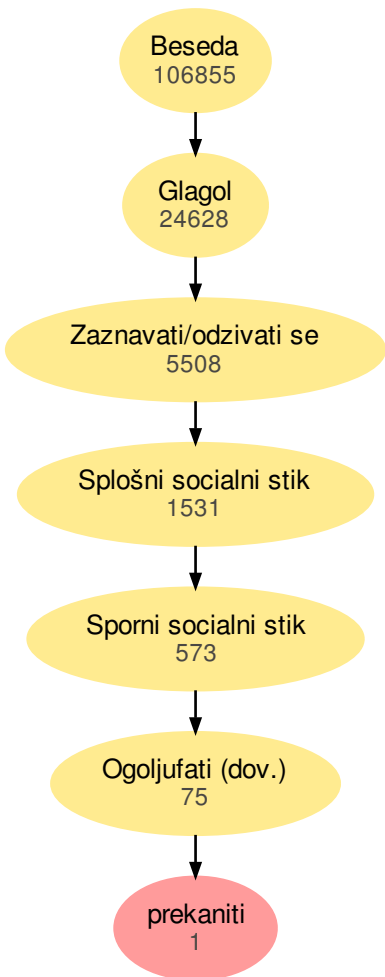 Beseda
106855
Glagol
24628
Zaznavati/odzivati se
5508
Splošni socialni stik
1531
Sporni socialni stik
573
Ogoljufati (dov.)
75
prekaniti
1